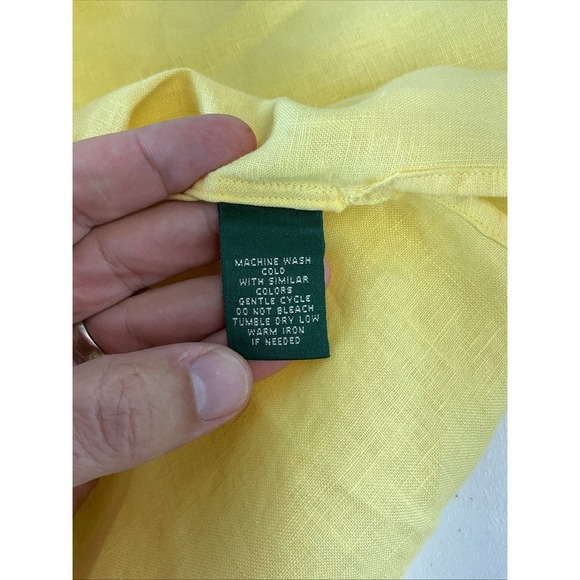 MACHINE WASH
COLD
WITH SIMILAR
COLORS
GENTLE CYCLE
DO NOT BLEACH
TUMBLE DRY LOW
WARM IRON
IF NEEDED